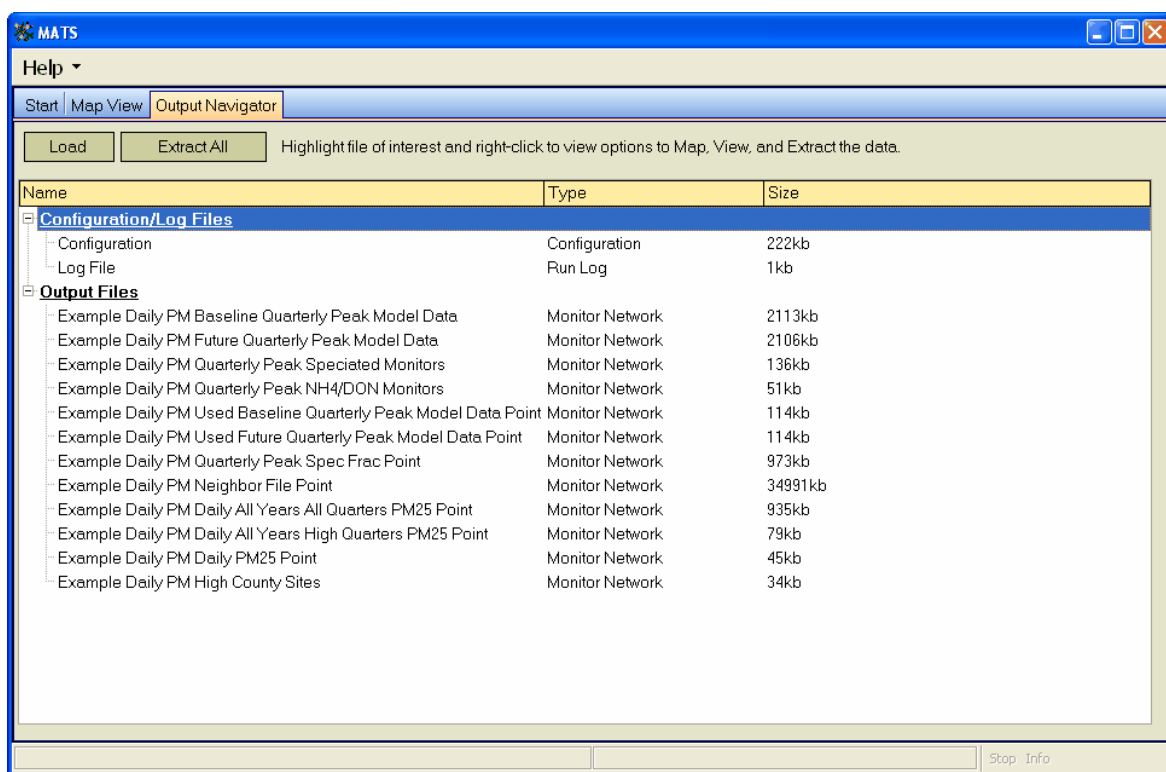 MATS
Help
Start Map View Output Navigator
Load Extract All Highlight file of interest and right-click to view options to Map, View, and Extract the data.
Name Type Size
Configuration/Log Files
Configuration Configuration 222kb
Log File Run Log 1kb
Output Files
Example Daily PM Baseline Quarterly Peak Model Data Monitor Network 2113kb
Example Daily PM Future Quarterly Peak Model Data Monitor Network 2106kb
Example Daily PM Quarterly Peak Speciated Monitors Monitor Network 136kb
Example Daily PM Quarterly Peak NH4/DON Monitors Monitor Network 51kb
Example Daily PM Used Baseline Quarterly Peak Model Data Point Monitor Network 114kb
Example Daily PM Used Future Quarterly Peak Model Data Point Monitor Network 114kb
Example Daily PM Quarterly Peak Spec Frac Point Monitor Network 973kb
Example Daily PM Neighbor File Point Monitor Network 34991kb
Example Daily PM Daily All Years All Quarters PM25 Point Monitor Network 935kb
Example Daily PM Daily All Years High Quarters PM25 Point Monitor Network 79kb
Example Daily PM Daily PM25 Point Monitor Network 45kb
Example Daily PM High County Sites Monitor Network 34kb
Stop Info